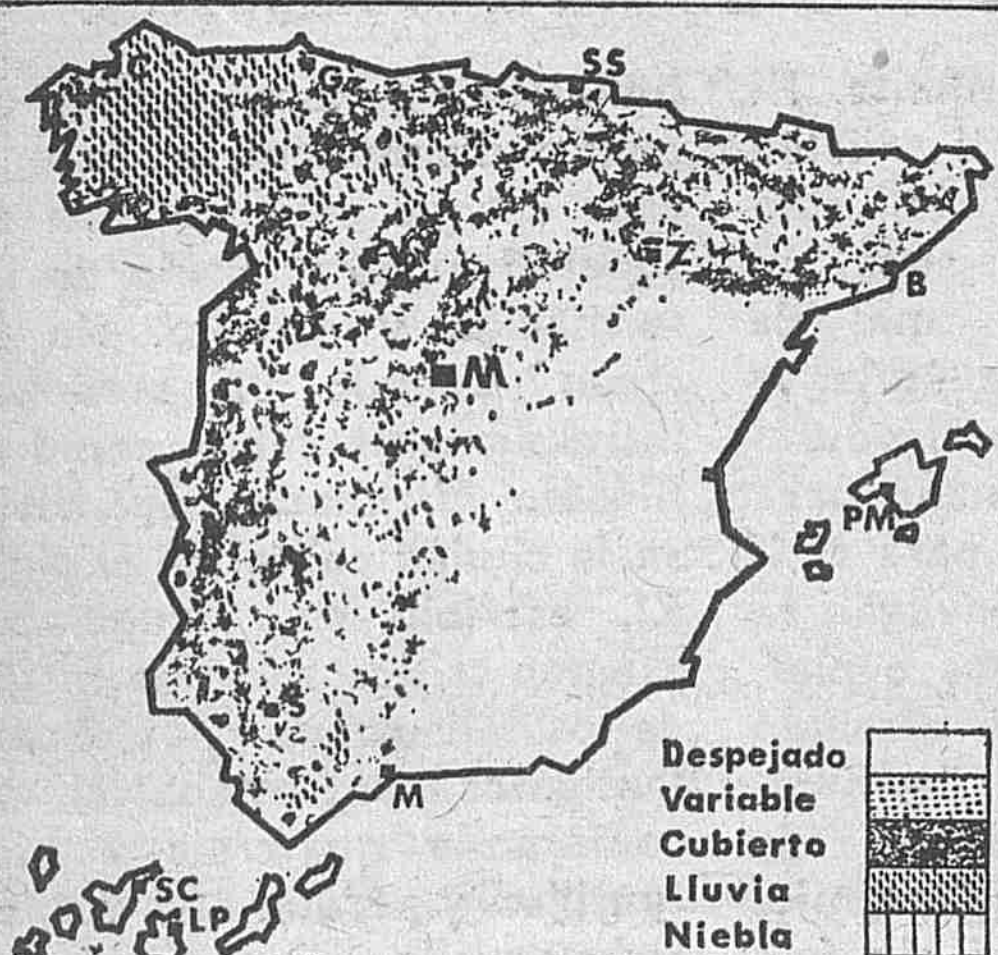 C
G
SS
Z
B
M
PM
S
M
SC
LP
Despejado
Variable
Cubierto
Lluvia
Niebla